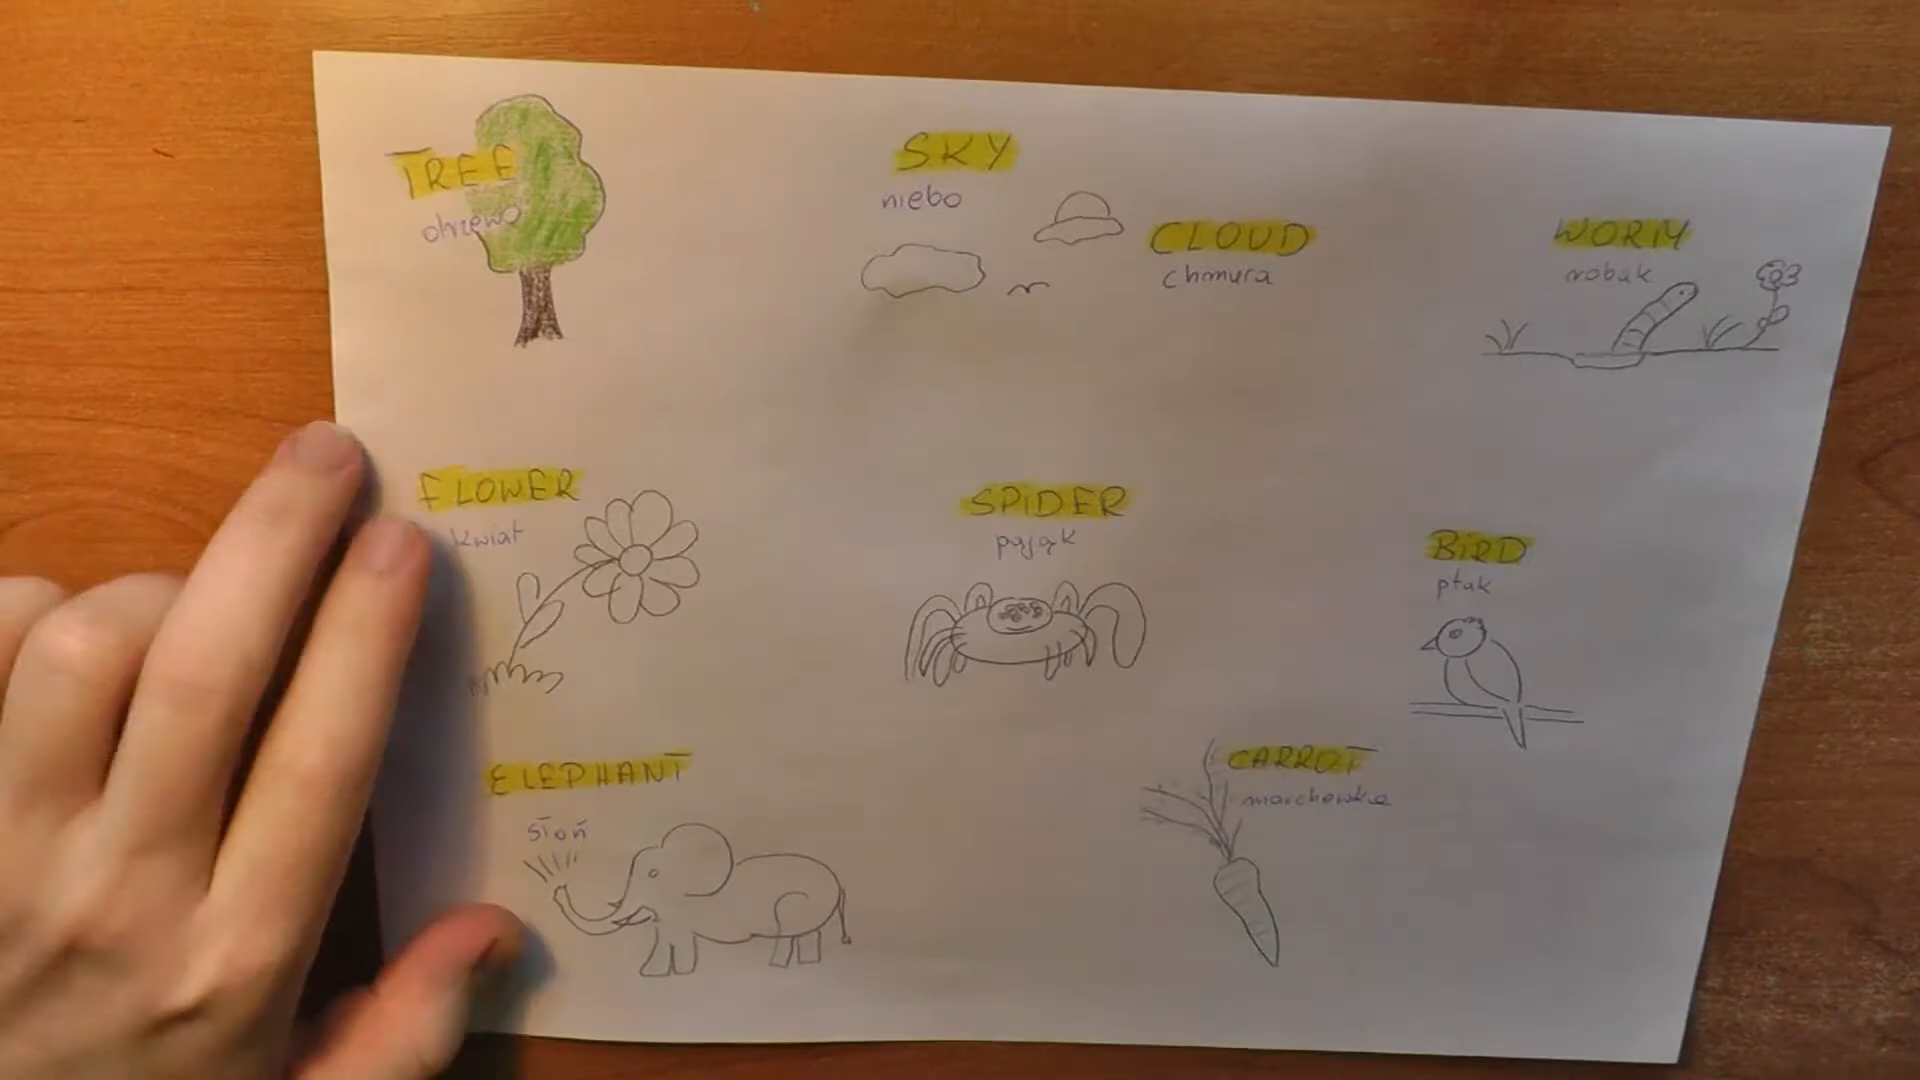 TREE
drzewo
SKY
niebo
CLOUD
chmura
WORM
robak
FLOWER
kwiat
SPIDER
pająk
BIRD
ptak
ELEPHANT
słoń
CARROT
marchewka